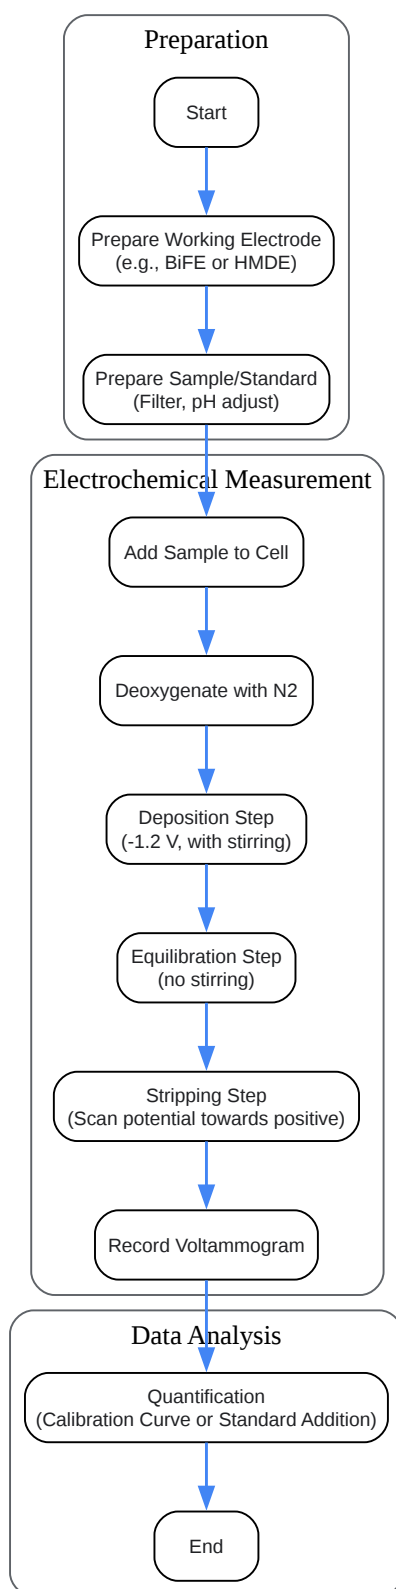 Preparation
Start
Prepare Working Electrode
(e.g., BiFE or HMDE)
Prepare Sample/Standard
(Filter, pH adjust)
Electrochemical Measurement
Add Sample to Cell
Deoxygenate with N2
Deposition Step
(-1.2 V, with stirring)
Equilibration Step
(no stirring)
Stripping Step
(Scan potential towards positive)
Record Voltammogram
Data Analysis
Quantification
(Calibration Curve or Standard Addition)
End